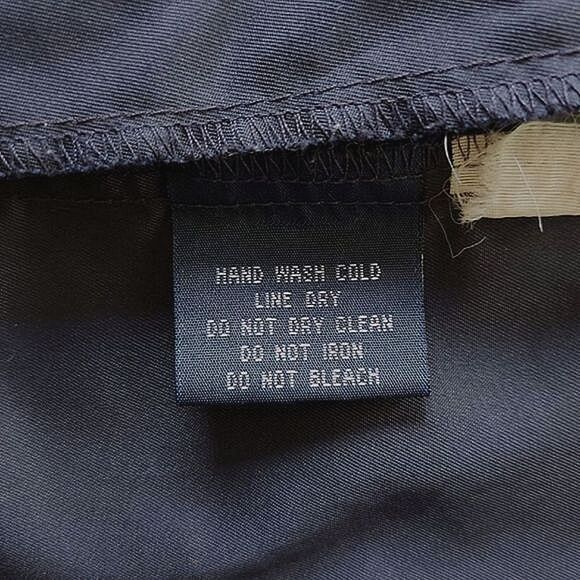 HAND WASH COLD
LINE DRY
DO NOT DRY CLEAN
DO NOT IRON
DO NOT BLEACH